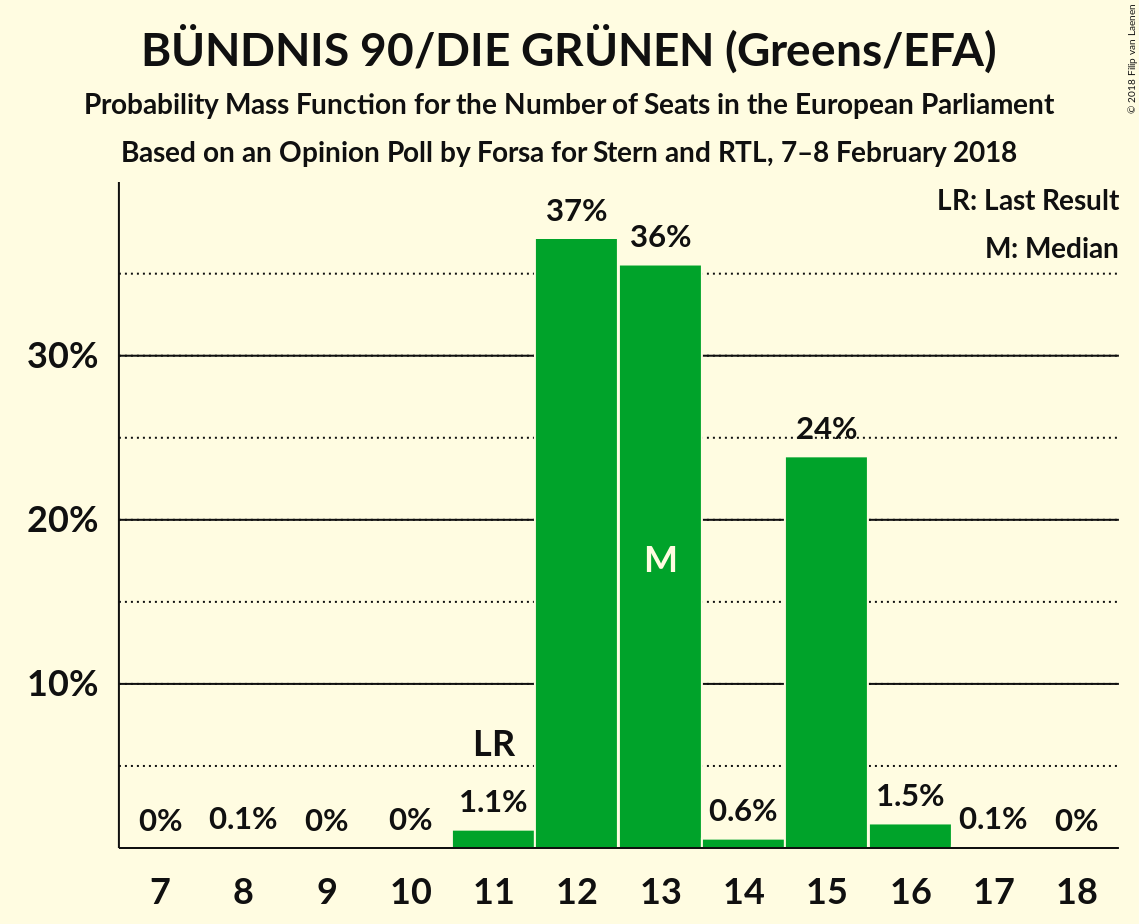 BÜNDNIS 90/DIE GRÜNEN (Greens/EFA)
Probability Mass Function for the Number of Seats in the European Parliament
Based on an Opinion Poll by Forsa for Stern and RTL, 7–8 February 2018
© 2018 Filip van Laenen
LR: Last Result
M: Median
37%
36%
30%
24%
20%
M
10%
LR
0% 0.1% 0% 0% 1.1% 0.6% 1.5% 0.1% 0%
7 8 9 10 11 12 13 14 15 16 17 18